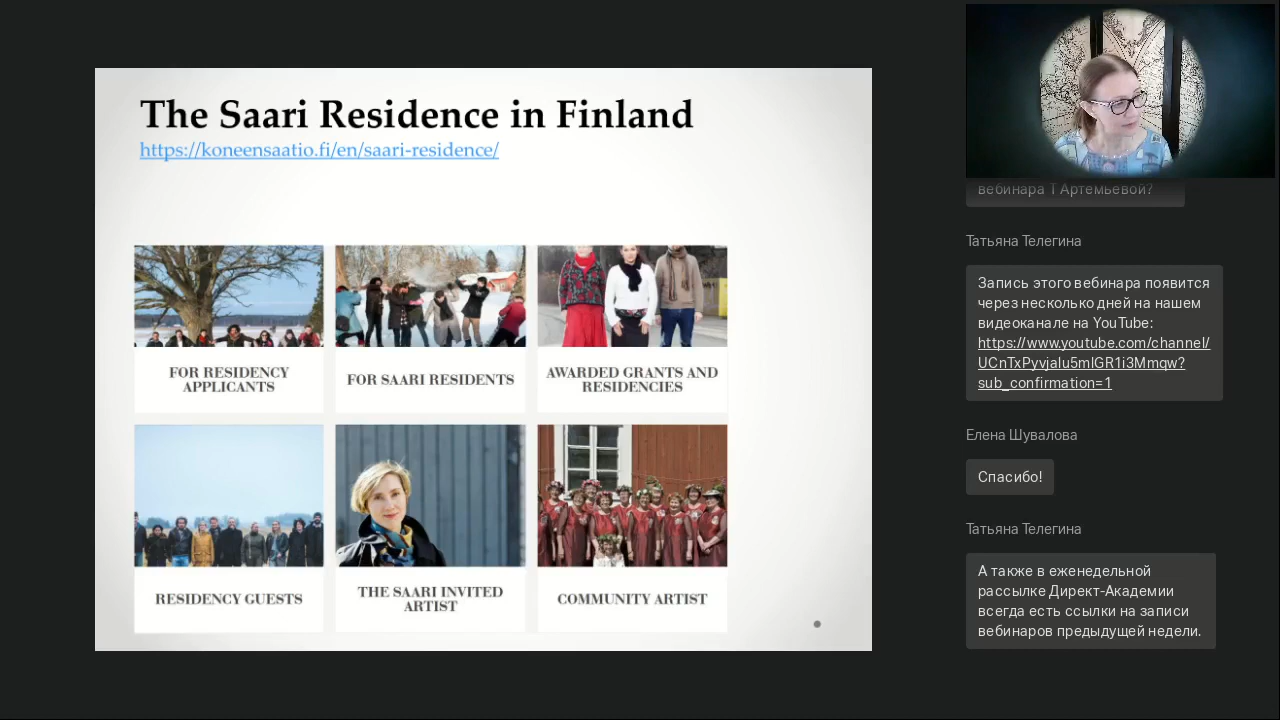 The Saari Residence in Finland
https://koneensaatio.fi/en/saari-residence/
FOR RESIDENCY
APPLICANTS
FOR SAARI RESIDENTS
AWARDED GRANTS AND
RESIDENCIES
RESIDENCY GUESTS
THE SAARI INVITED
ARTIST
COMMUNITY ARTIST
вебинара Т Артемьевой?
Татьяна Телегина
Запись этого вебинара появится
через несколько дней на нашем
видеоканале на YouTube:
https://www.youtube.com/channel/
UCnTxPyvjalu5mlGR1i3Mmqw?
sub_confirmation=1
Елена Шувалова
Спасибо!
Татьяна Телегина
А также в еженедельной
рассылке Директ-Академии
всегда есть ссылки на записи
вебинаров предыдущей недели.